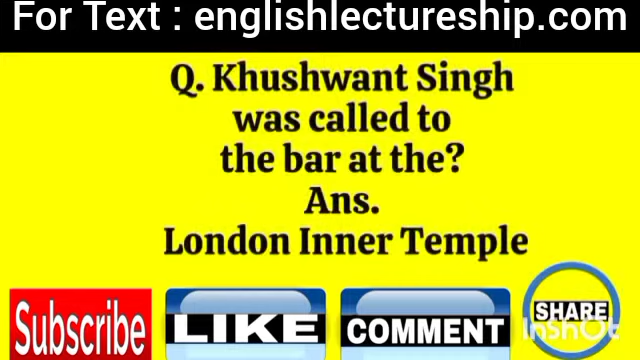 For Text : englishlectureship.com
Q. Khushwant Singh
was called to
the bar at the?
Ans.
London Inner Temple
Subscribe
LIKE
COMMENT
SHARE
InShOt